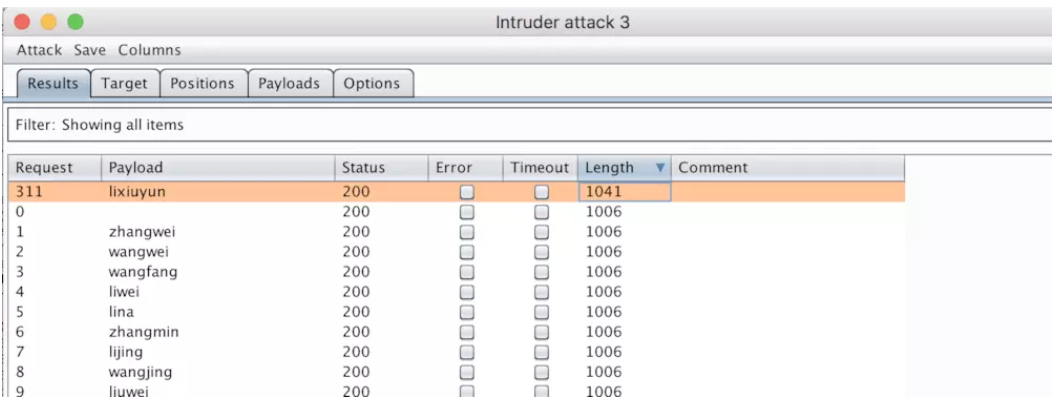 Intruder attack 3
Attack Save Columns
Results Target Positions Payloads Options
Filter: Showing all items
Request Payload Status Error Timeout Length ▼ Comment
311 lixiuyun 200 1041
0 200 1006
1 zhangwei 200 1006
2 wangwei 200 1006
3 wangfang 200 1006
4 liwei 200 1006
5 lina 200 1006
6 zhangmin 200 1006
7 lijing 200 1006
8 wangjing 200 1006
9 liuwei 200 1006